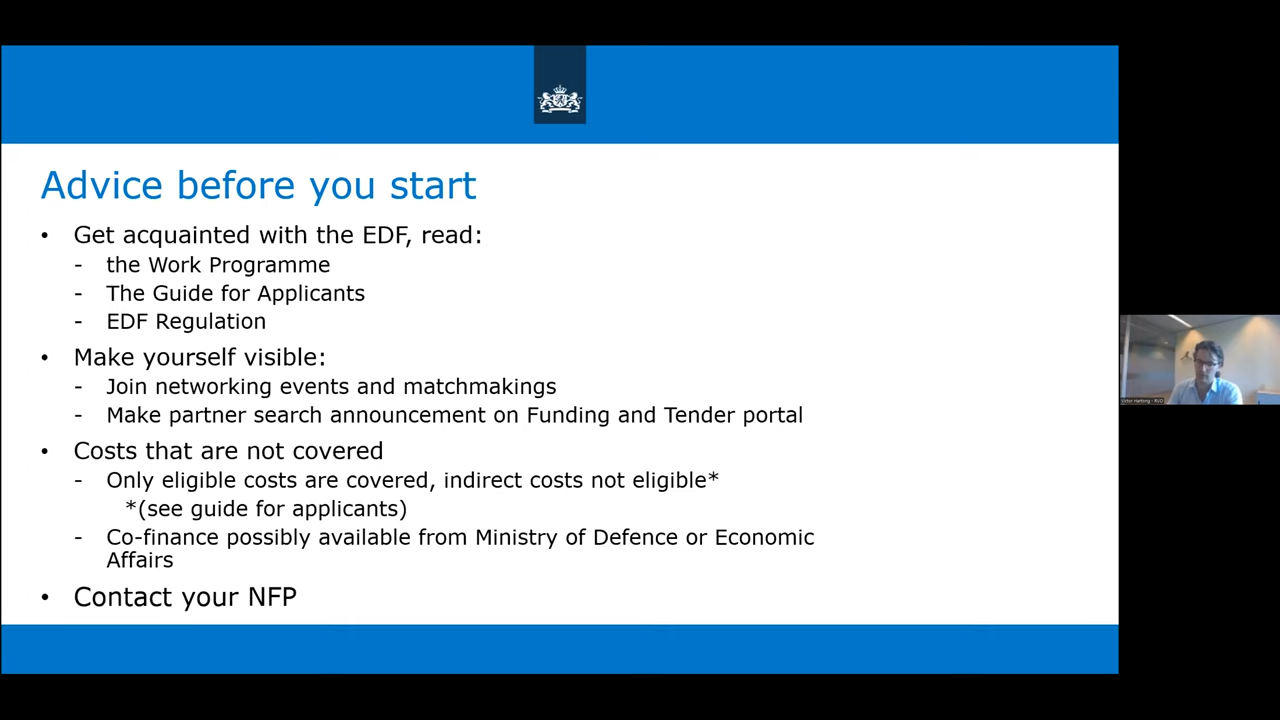 Advice before you start
• Get acquainted with the EDF, read:
- the Work Programme
- The Guide for Applicants
- EDF Regulation
• Make yourself visible:
- Join networking events and matchmakings
- Make partner search announcement on Funding and Tender portal
• Costs that are not covered
- Only eligible costs are covered, indirect costs not eligible*
*(see guide for applicants)
- Co-finance possibly available from Ministry of Defence or Economic
Affairs
• Contact your NFP